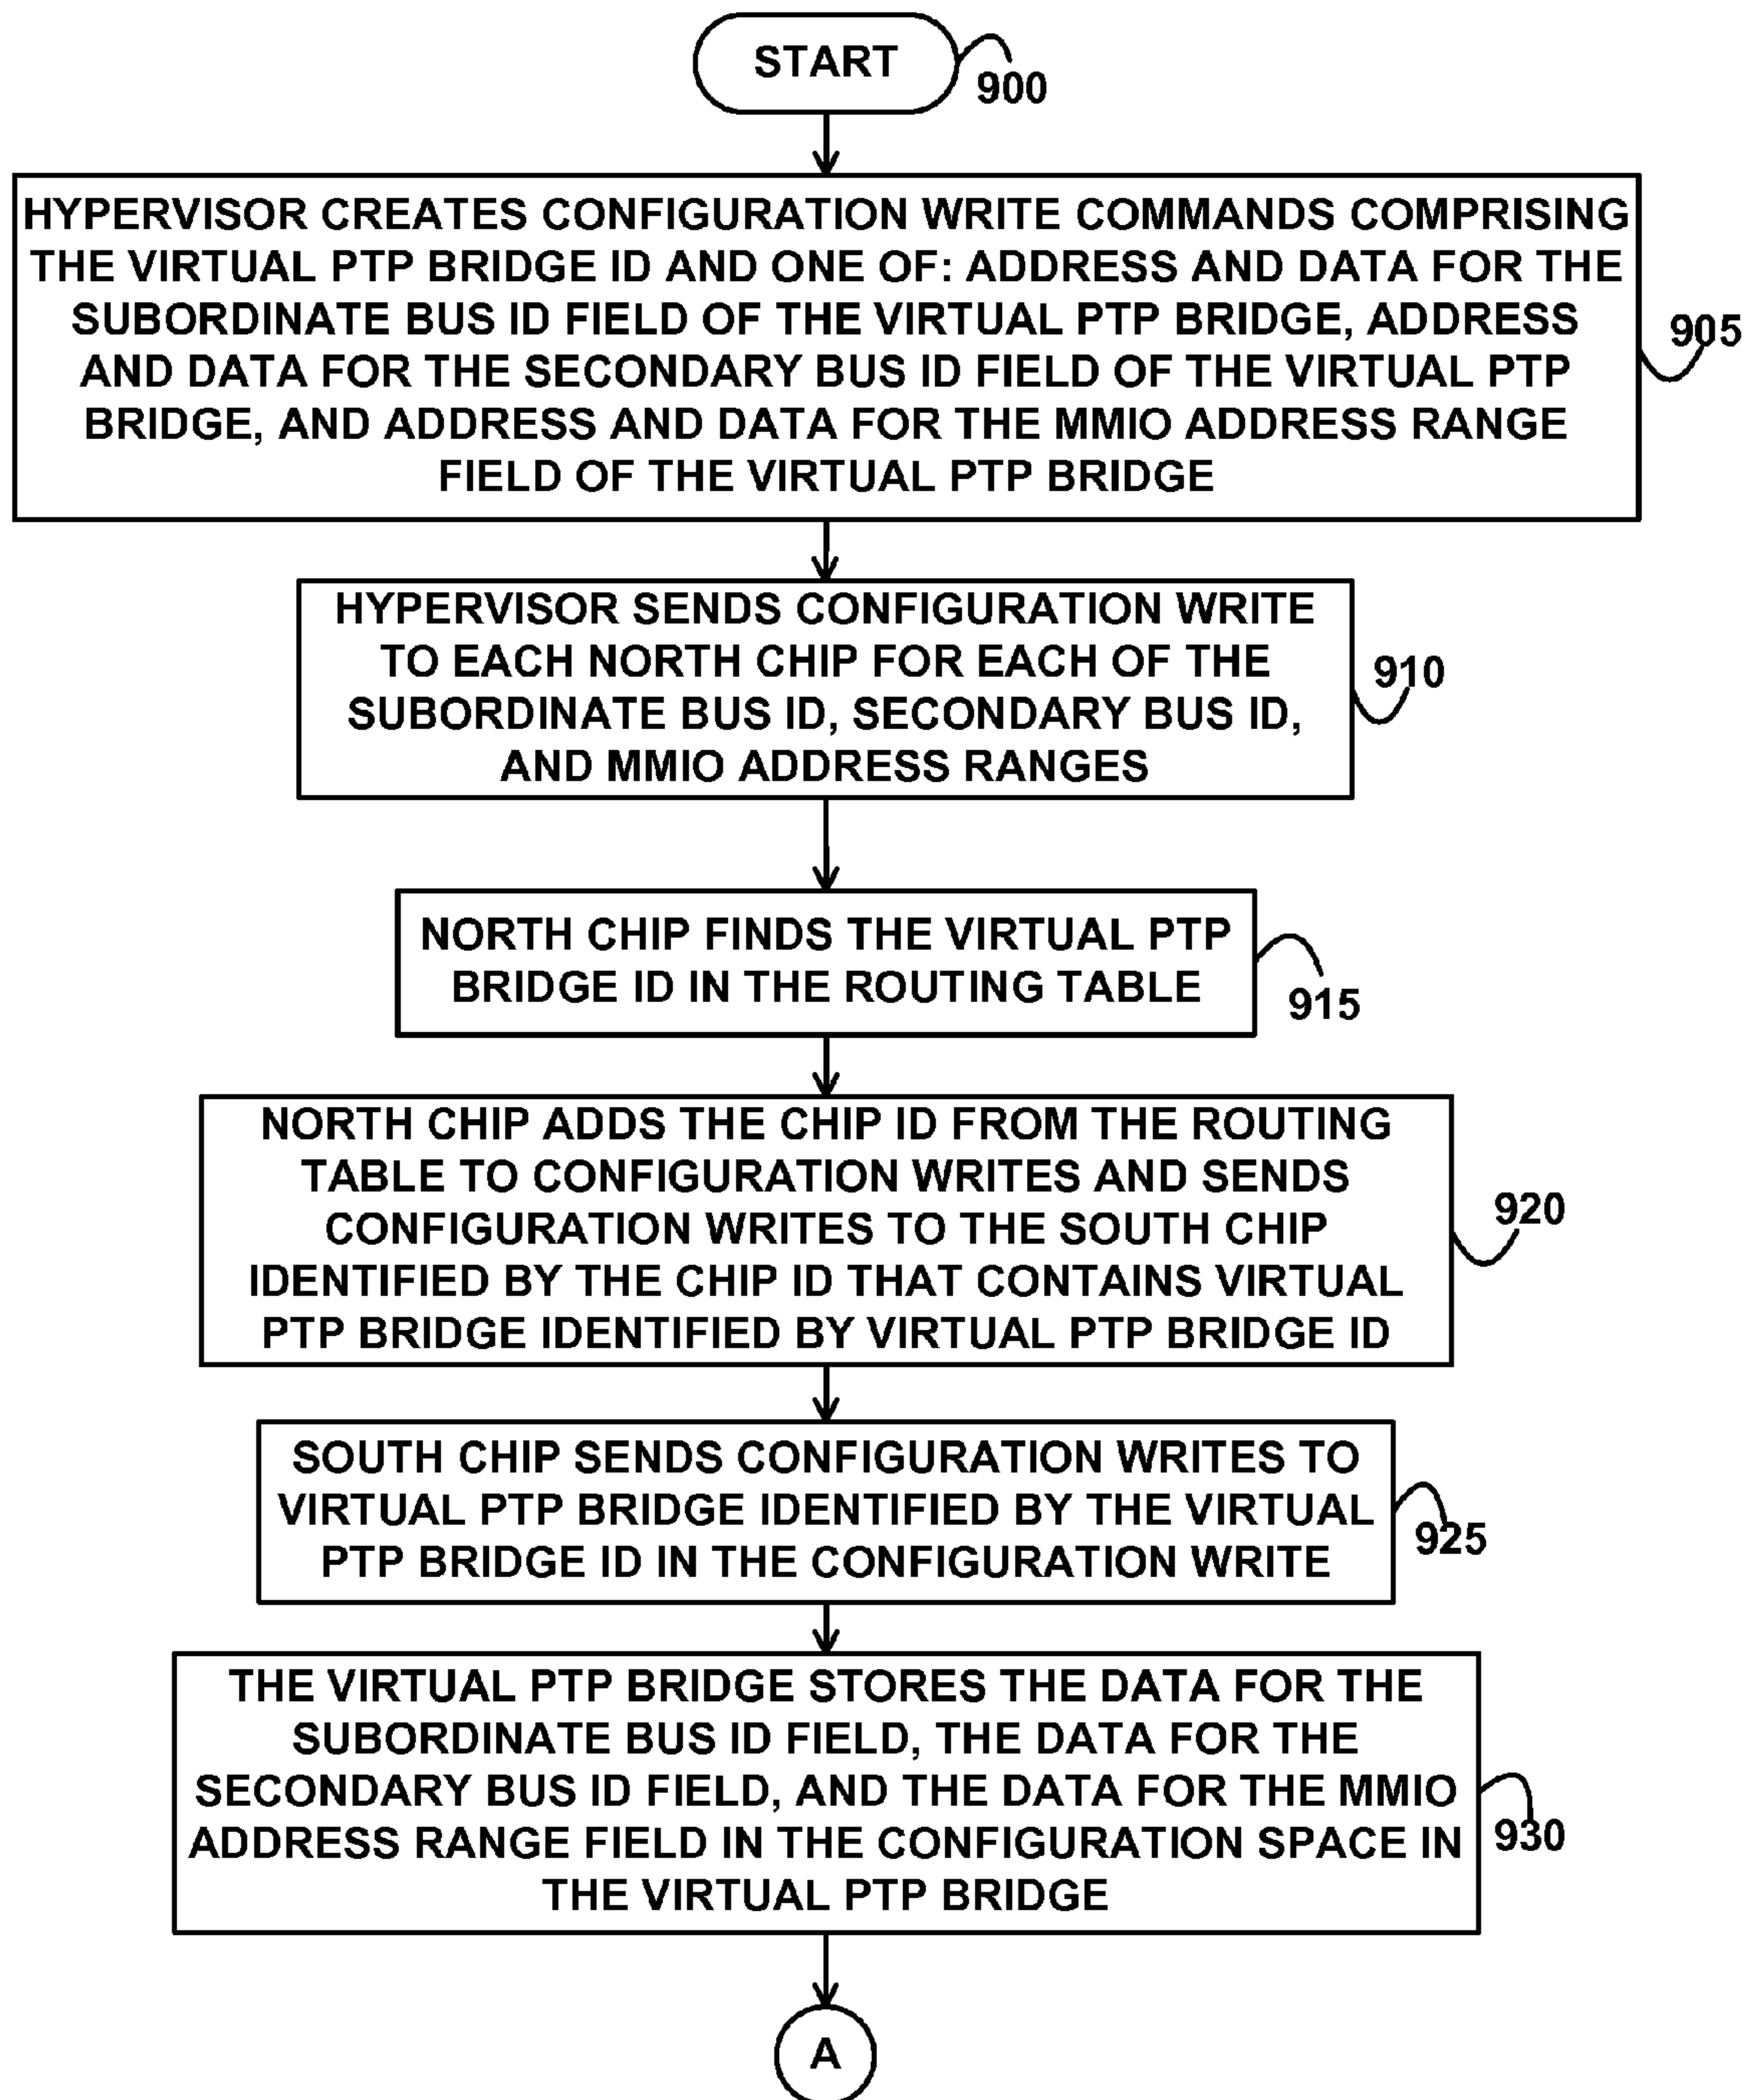 START
900
HYPERVISOR CREATES CONFIGURATION WRITE COMMANDS COMPRISING
THE VIRTUAL PTP BRIDGE ID AND ONE OF: ADDRESS AND DATA FOR THE
SUBORDINATE BUS ID FIELD OF THE VIRTUAL PTP BRIDGE, ADDRESS
AND DATA FOR THE SECONDARY BUS ID FIELD OF THE VIRTUAL PTP
BRIDGE, AND ADDRESS AND DATA FOR THE MMIO ADDRESS RANGE
FIELD OF THE VIRTUAL PTP BRIDGE
905
HYPERVISOR SENDS CONFIGURATION WRITE
TO EACH NORTH CHIP FOR EACH OF THE
SUBORDINATE BUS ID, SECONDARY BUS ID,
AND MMIO ADDRESS RANGES
910
NORTH CHIP FINDS THE VIRTUAL PTP
BRIDGE ID IN THE ROUTING TABLE
915
NORTH CHIP ADDS THE CHIP ID FROM THE ROUTING
TABLE TO CONFIGURATION WRITES AND SENDS
CONFIGURATION WRITES TO THE SOUTH CHIP
IDENTIFIED BY THE CHIP ID THAT CONTAINS VIRTUAL
PTP BRIDGE IDENTIFIED BY VIRTUAL PTP BRIDGE ID
920
SOUTH CHIP SENDS CONFIGURATION WRITES TO
VIRTUAL PTP BRIDGE IDENTIFIED BY THE VIRTUAL
PTP BRIDGE ID IN THE CONFIGURATION WRITE
925
THE VIRTUAL PTP BRIDGE STORES THE DATA FOR THE
SUBORDINATE BUS ID FIELD, THE DATA FOR THE
SECONDARY BUS ID FIELD, AND THE DATA FOR THE MMIO
ADDRESS RANGE FIELD IN THE CONFIGURATION SPACE IN
THE VIRTUAL PTP BRIDGE
930
A